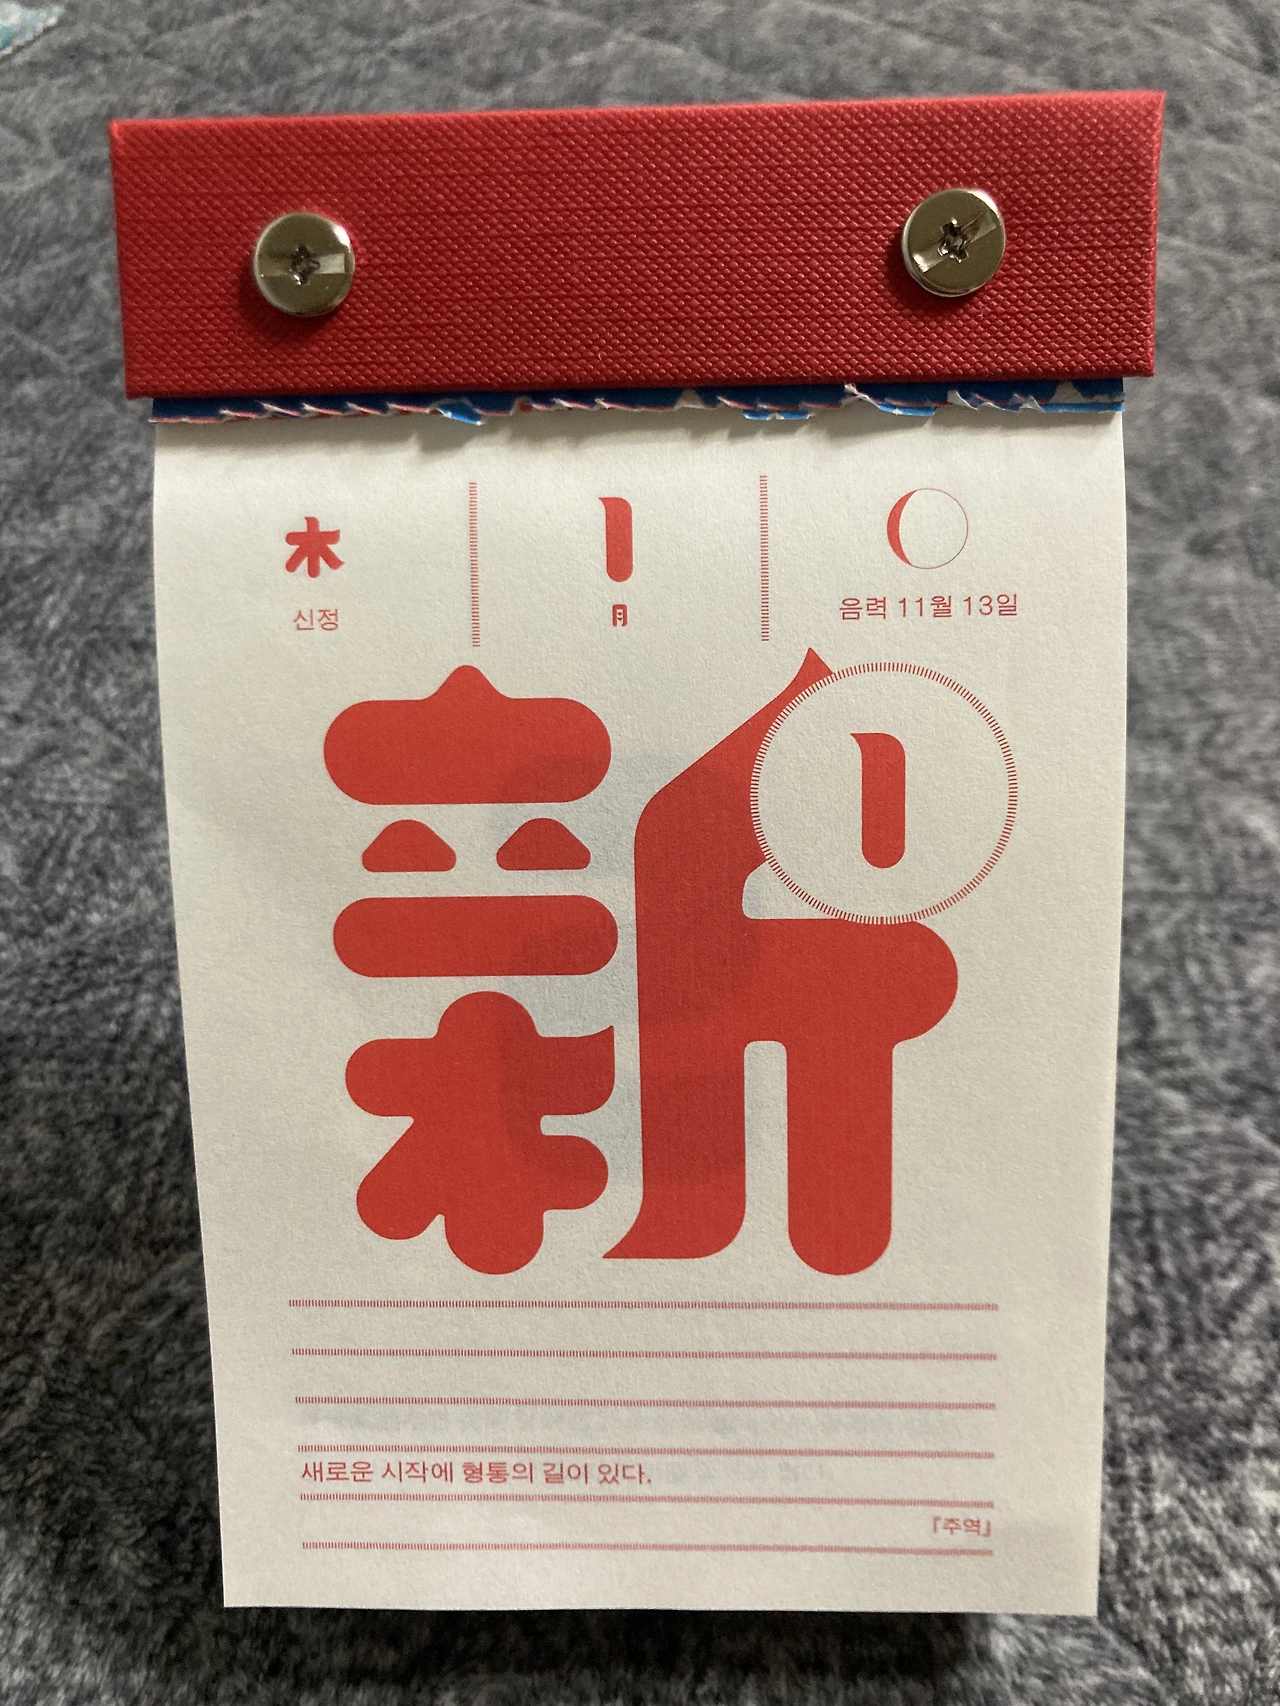 木
신정
1
月
음력 11월 13일
新
1
새로운 시작에 형통의 길이 있다.
『주역』